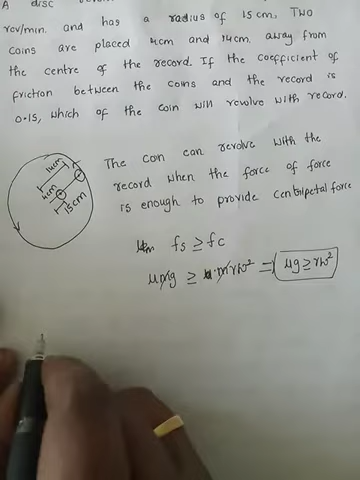 A disc
rev/min. and has a radius of 15 cm. Two
coins are placed 4cm and 14cm away from
the centre of the record. If the coefficient of
friction between the coins and the record is
0.15, which of the coin will revolve with record.
14cm
4cm
15cm
The coin can revolve with the
record when the force of force
is enough to provide centripetal force
fs ≥ fc
μmg ≥ mrω² = μg ≥ rω²